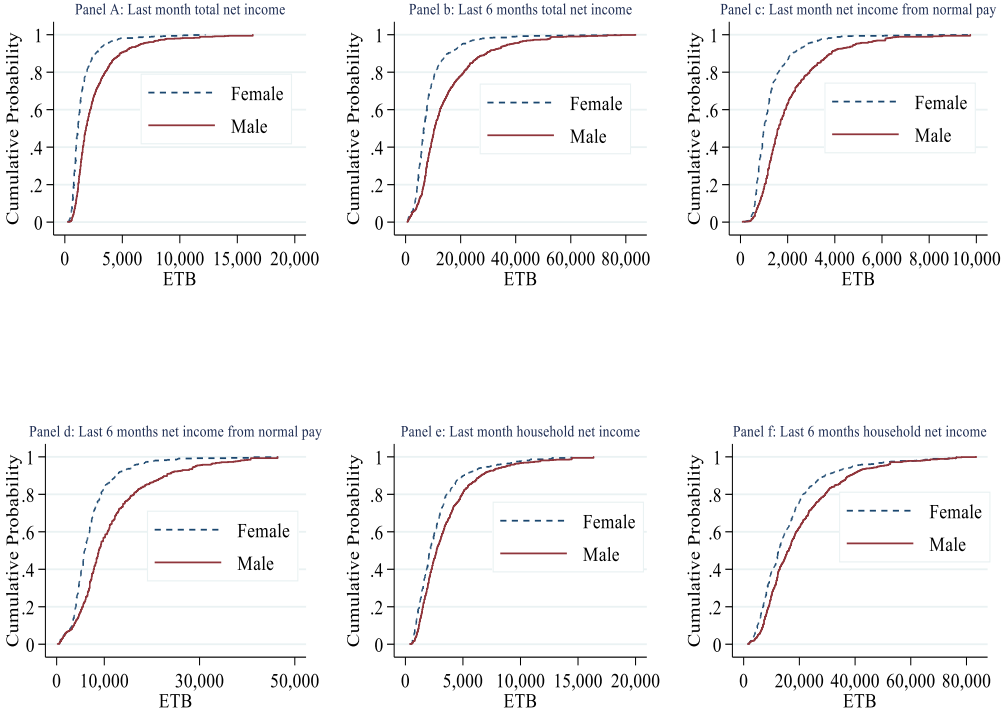 Panel A: Last month total net income
Cumulative Probability
1
.8
.6
.4
.2
0
Female
Male
0 5,000 10,000 15,000 20,000
ETB
Panel b: Last 6 months total net income
Cumulative Probability
1
.8
.6
.4
.2
0
Female
Male
0 20,000 40,000 60,000 80,000
ETB
Panel c: Last month net income from normal pay
Cumulative Probability
1
.8
.6
.4
.2
0
Female
Male
0 2,000 4,000 6,000 8,000 10,000
ETB
Panel d: Last 6 months net income from normal pay
Cumulative Probability
1
.8
.6
.4
.2
0
Female
Male
0 10,000 30,000 50,000
ETB
Panel e: Last month household net income
Cumulative Probability
1
.8
.6
.4
.2
0
Female
Male
0 5,000 10,000 15,000 20,000
ETB
Panel f: Last 6 months household net income
Cumulative Probability
1
.8
.6
.4
.2
0
Female
Male
0 20,000 40,000 60,000 80,000
ETB